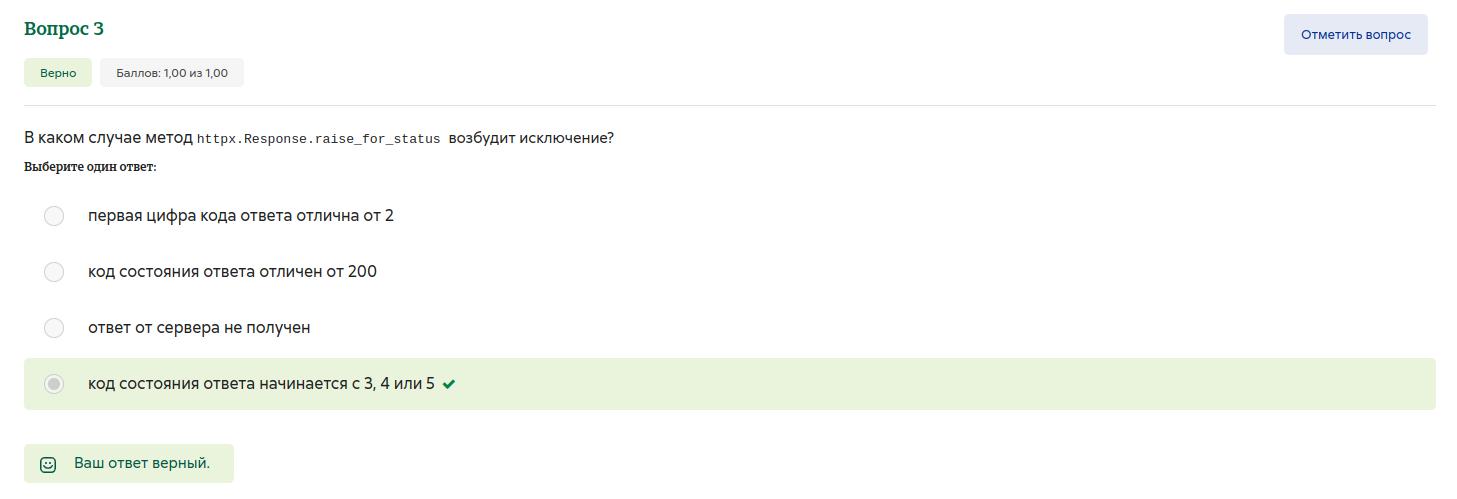 Вопрос 3
Отметить вопрос
Верно
Баллов: 1,00 из 1,00
В каком случае метод httpx.Response.raise_for_status возбудит исключение?
Выберите один ответ:
первая цифра кода ответа отлична от 2
код состояния ответа отличен от 200
ответ от сервера не получен
код состояния ответа начинается с 3, 4 или 5
Ваш ответ верный.